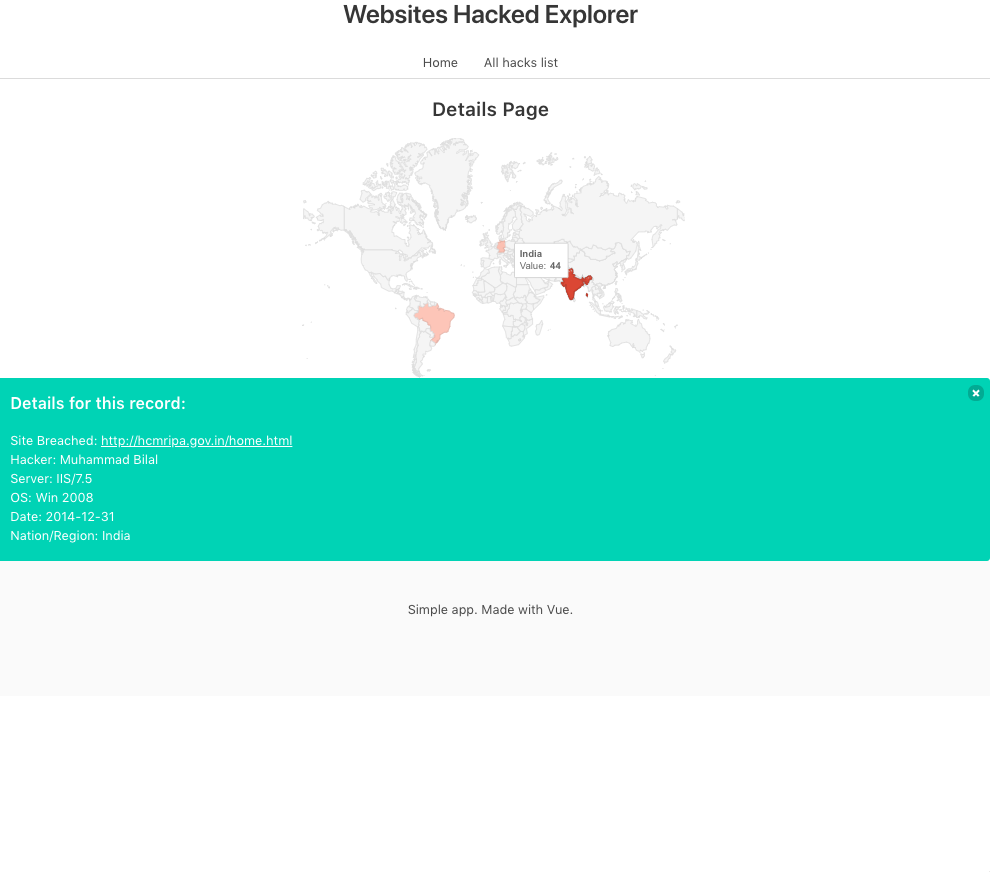 Websites Hacked Explorer
Home All hacks list
Details Page
India
Value: 44
Details for this record:
Site Breached: http://hcmripa.gov.in/home.html
Hacker: Muhammad Bilal
Server: IIS/7.5
OS: Win 2008
Date: 2014-12-31
Nation/Region: India
Simple app. Made with Vue.